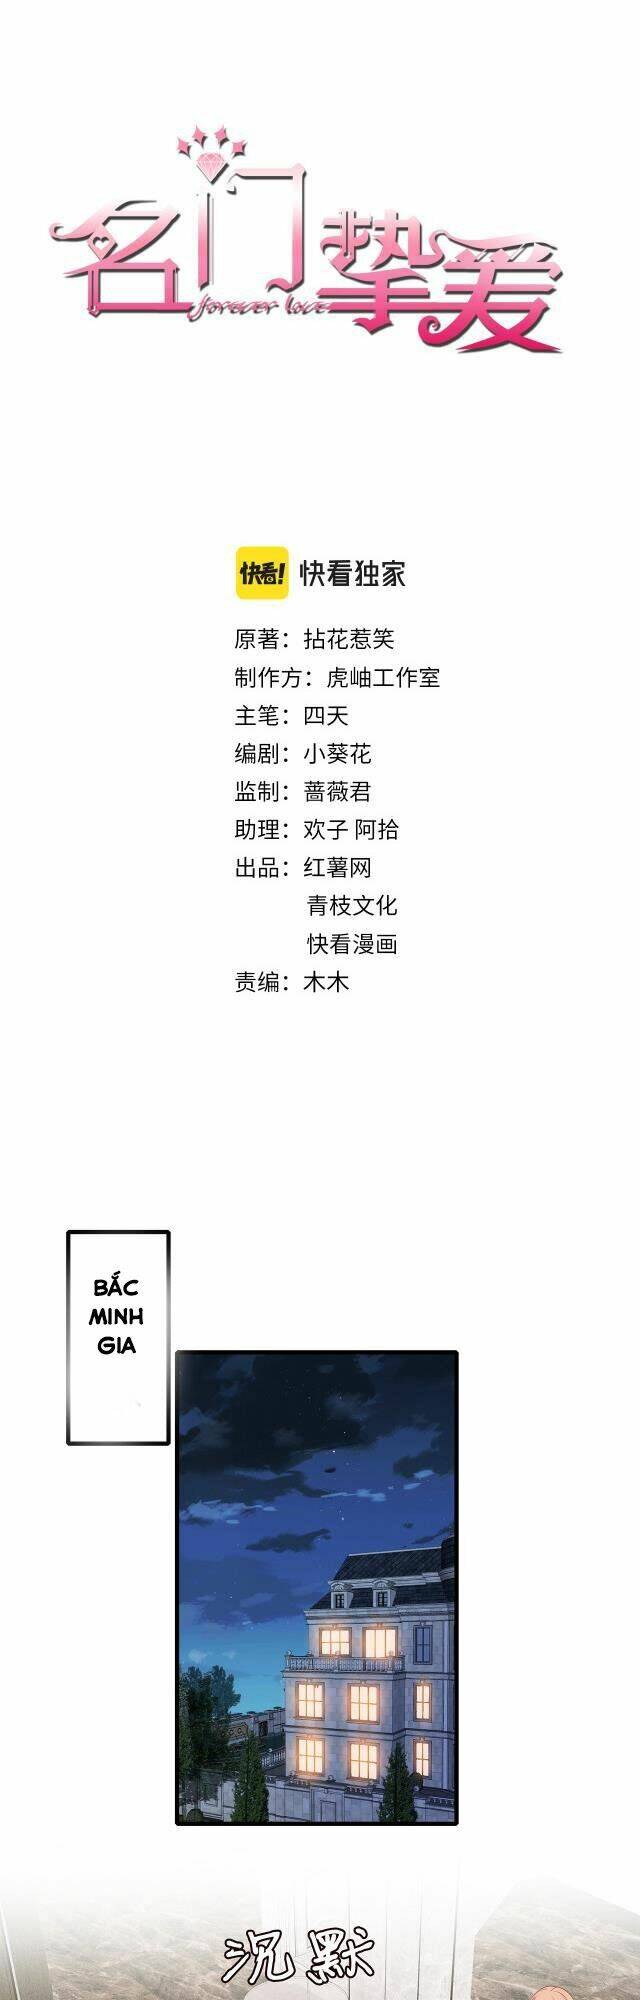 名门挚爱
forever love
快看! 快看独家
原著：拈花惹笑
制作方：虎岫工作室
主笔：四天
编剧：小葵花
监制：蔷薇君
助理：欢子 阿拾
出品：红薯网
青枝文化
快看漫画
责编：木木
BẮC
MINH
GIA
沉默